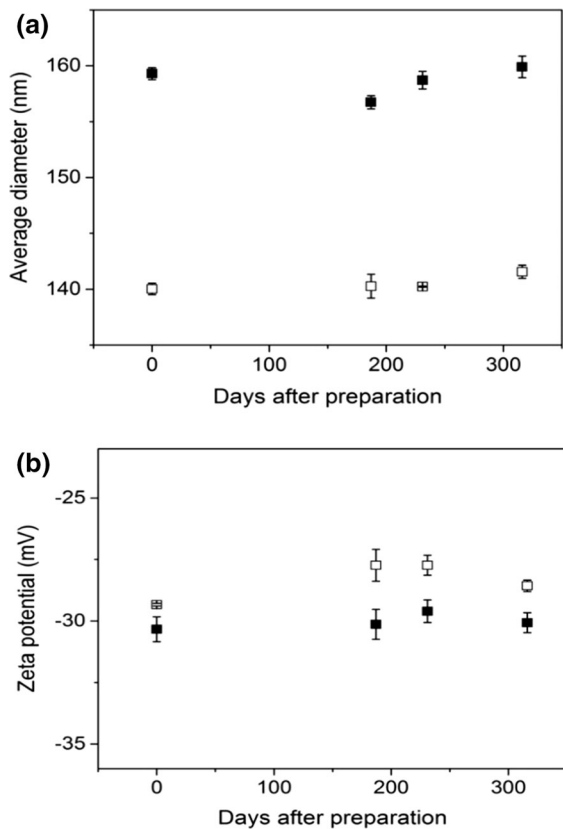 (a)
160
150
140
Average diameter (nm)
0 100 200 300
Days after preparation
(b)
-25
-30
-35
Zeta potential (mV)
0 100 200 300
Days after preparation